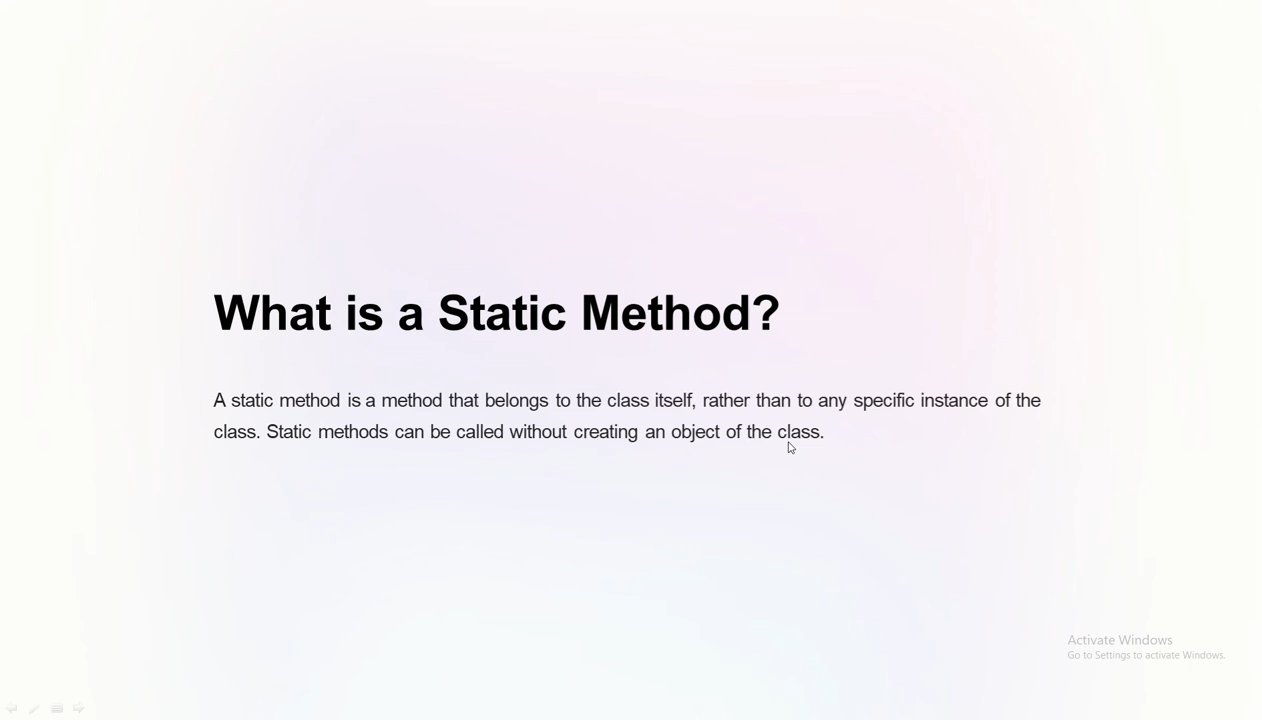 What is a Static Method?
A static method is a method that belongs to the class itself, rather than to any specific instance of the
class. Static methods can be called without creating an object of the class.
Activate Windows
Go to Settings to activate Windows.